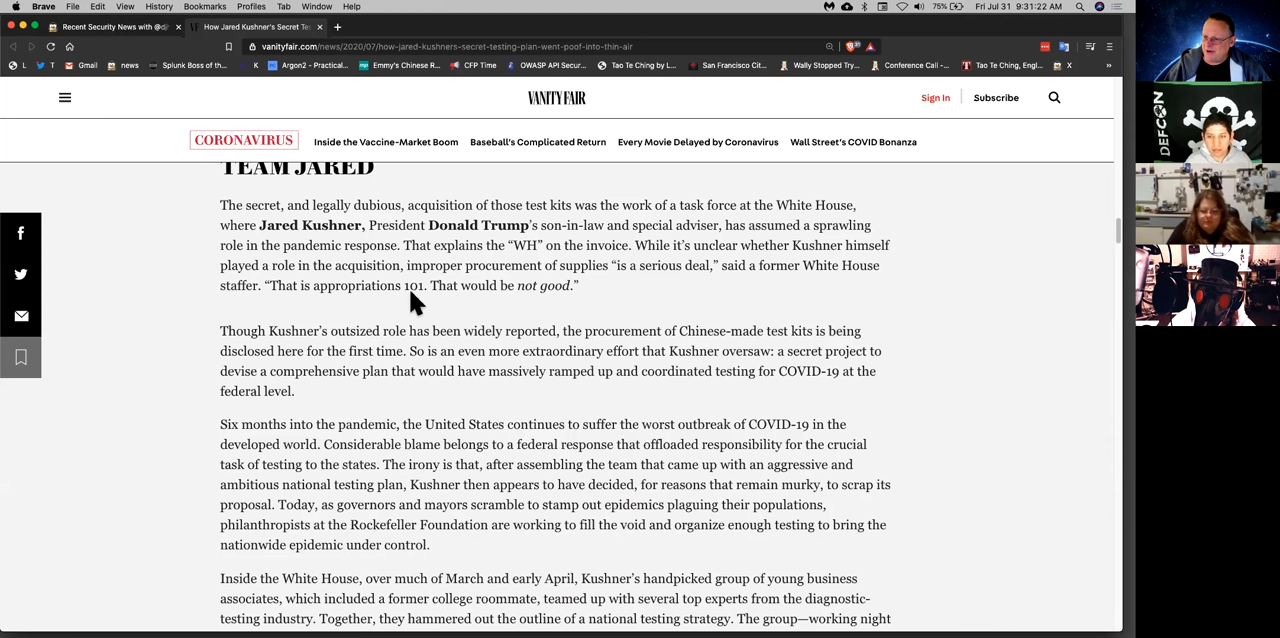 Brave File Edit View History Bookmarks Profiles Tab Window Help 75% Fri Jul 31 9:31:22 AM
Recent Security News with @dj How Jared Kushner's Secret Tes
vanityfair.com/news/2020/07/how-jared-kushners-secret-testing-plan-went-poof-into-thin-air
L T Gmail news Splunk Boss of th... K Argon2 - Practical... Emmy's Chinese R... CFP Time OWASP API Secur... Tao Te Ching by L... San Francisco Cit... Wally Stopped Try... Conference Call -... Tao Te Ching, Engl... X »
VANITY FAIR
Sign In Subscribe
CORONAVIRUS Inside the Vaccine-Market Boom Baseball's Complicated Return Every Movie Delayed by Coronavirus Wall Street's COVID Bonanza
TEAM JARED
The secret, and legally dubious, acquisition of those test kits was the work of a task force at the White House,
where Jared Kushner, President Donald Trump's son-in-law and special adviser, has assumed a sprawling
role in the pandemic response. That explains the “WH” on the invoice. While it's unclear whether Kushner himself
played a role in the acquisition, improper procurement of supplies “is a serious deal,” said a former White House
staffer. “That is appropriations 101. That would be not good.”
Though Kushner's outsized role has been widely reported, the procurement of Chinese-made test kits is being
disclosed here for the first time. So is an even more extraordinary effort that Kushner oversaw: a secret project to
devise a comprehensive plan that would have massively ramped up and coordinated testing for COVID-19 at the
federal level.
Six months into the pandemic, the United States continues to suffer the worst outbreak of COVID-19 in the
developed world. Considerable blame belongs to a federal response that offloaded responsibility for the crucial
task of testing to the states. The irony is that, after assembling the team that came up with an aggressive and
ambitious national testing plan, Kushner then appears to have decided, for reasons that remain murky, to scrap its
proposal. Today, as governors and mayors scramble to stamp out epidemics plaguing their populations,
philanthropists at the Rockefeller Foundation are working to fill the void and organize enough testing to bring the
nationwide epidemic under control.
Inside the White House, over much of March and early April, Kushner's handpicked group of young business
associates, which included a former college roommate, teamed up with several top experts from the diagnostic-
testing industry. Together, they hammered out the outline of a national testing strategy. The group—working night
DEFCON